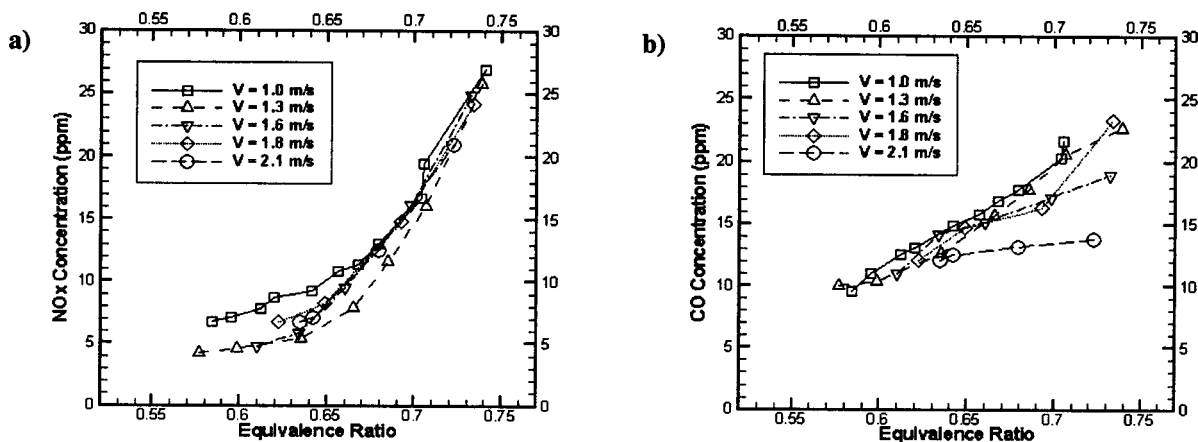 a)
0.55 0.6 0.65 0.7 0.75
30 30
25 25
20 20
15 15
10 10
5 5
0 0
0.55 0.6 0.65 0.7 0.75
NOx Concentration (ppm)
Equivalence Ratio
V = 1.0 m/s
V = 1.3 m/s
V = 1.6 m/s
V = 1.8 m/s
V = 2.1 m/s
b)
0.55 0.6 0.65 0.7 0.75
30 30
25 25
20 20
15 15
10 10
5 5
0 0
0.55 0.6 0.65 0.7 0.75
CO Concentration (ppm)
Equivalence Ratio
V = 1.0 m/s
V = 1.3 m/s
V = 1.6 m/s
V = 1.8 m/s
V = 2.1 m/s